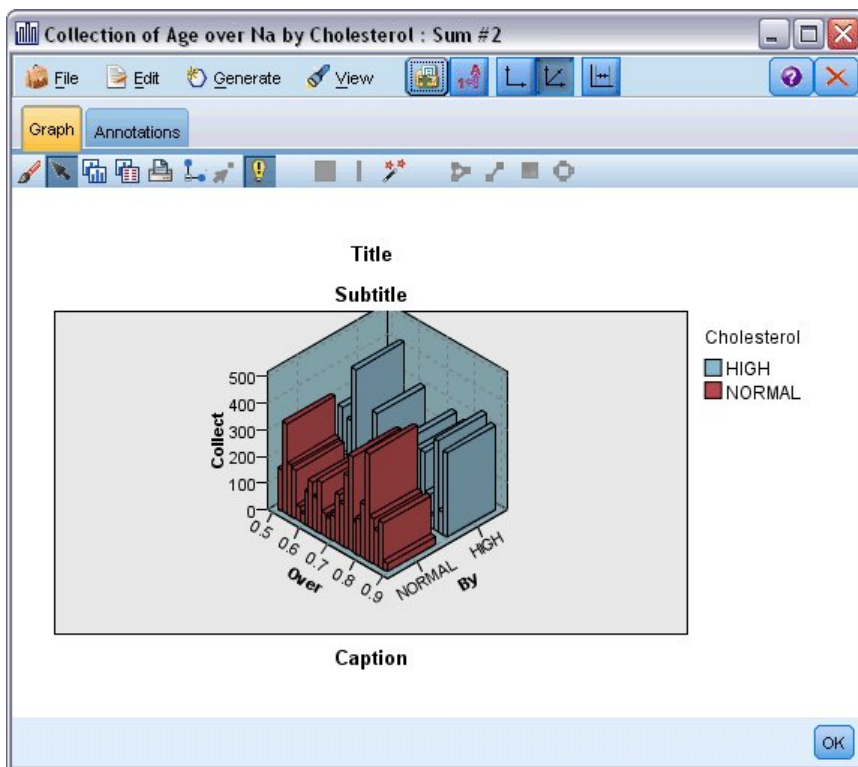 Collection of Age over Na by Cholesterol : Sum #2
File Edit Generate View
Graph Annotations
Title
Subtitle
Cholesterol
HIGH
NORMAL
500
400
300
200
100
0
Collect
0.5 0.6 0.7 0.8 0.9
Over
NORMAL HIGH
By
Caption
OK